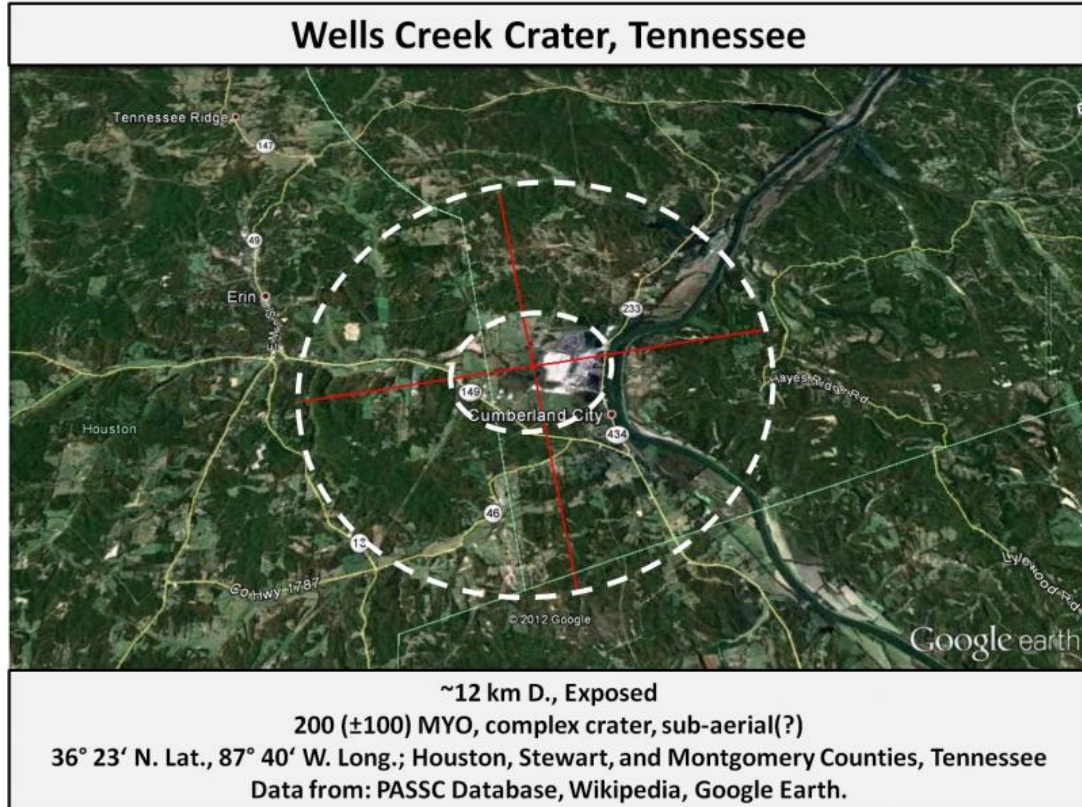 Wells Creek Crater, Tennessee
Tennessee Ridge
147
49
233
Erin
149
Hayes Ridge Rd
Cumberland City
Houston
434
46
13
Lylewood Rd
Co Hwy 1787
© 2012 Google
Google earth
~12 km D., Exposed
200 (±100) MYO, complex crater, sub-aerial(?)
36° 23‘ N. Lat., 87° 40‘ W. Long.; Houston, Stewart, and Montgomery Counties, Tennessee
Data from: PASSC Database, Wikipedia, Google Earth.